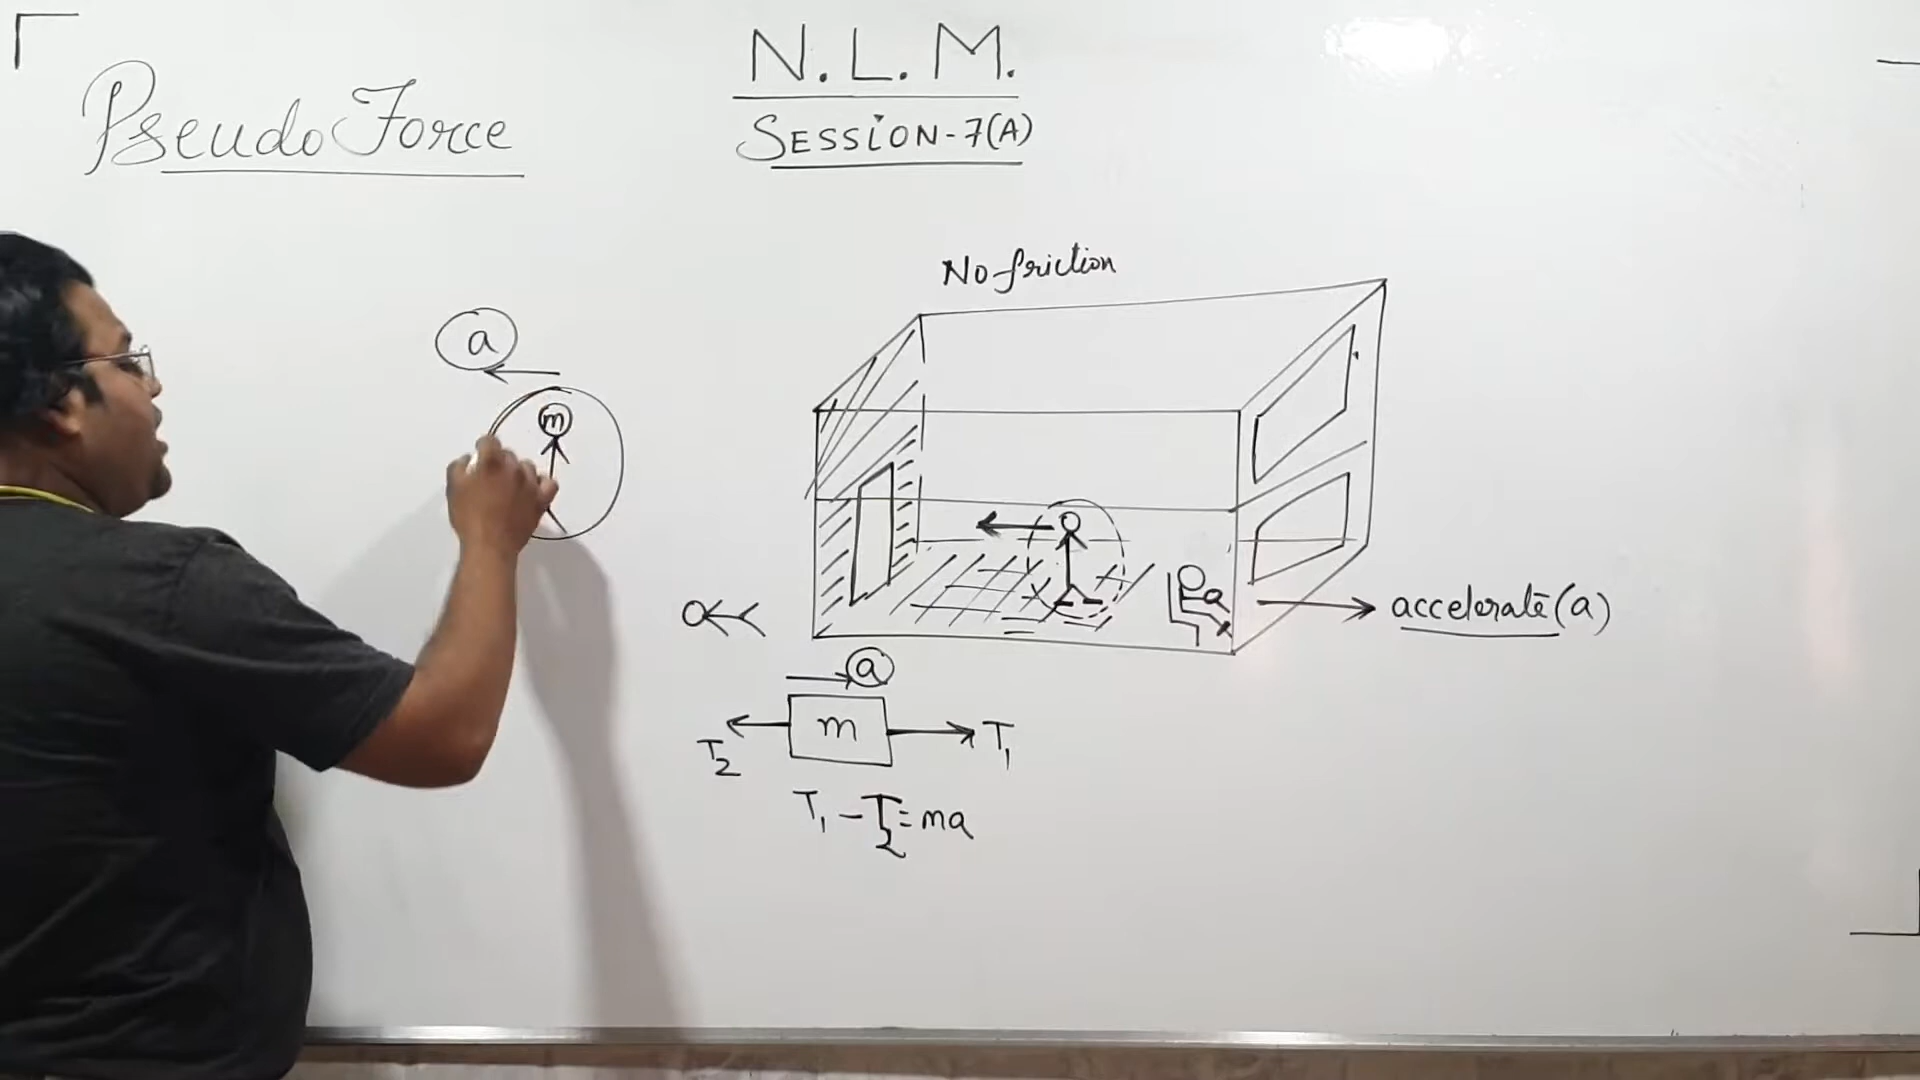 N.L.M.
SESSION-7(A)
Pseudo Force
No-friction
a
m
accelerate (a)
a
m
T₂
T₁
T₁ - T₂ = ma